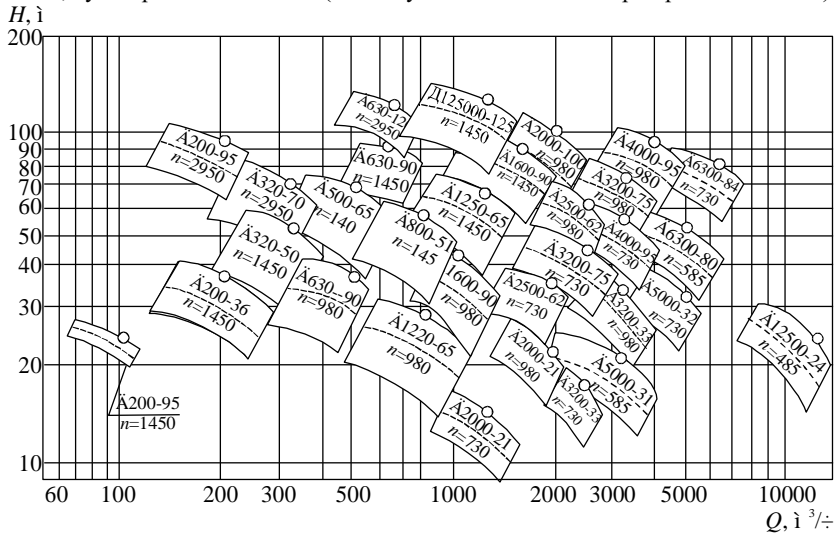 H, ì
200
100
90
80
70
60
50
40
30
20
10
Ä200-95
n=2950
Ä320-70
n=2950
Ä500-65
n=140
Ä630-12
n=2950
Ä630-90
n=1450
Д125000-125
n=1450
Ä2000-100
n=980
Ä1600-90
n=1450
Ä4000-95
n=980
Ä6300-84
n=730
Ä3200-75
n=980
Ä2500-62
n=980
Ä1250-65
n=1450
Ä800-51
n=145
Ä4000-95
n=730
Ä6300-80
n=585
Ä320-50
n=1450
Ä200-36
n=1450
Ä630-90
n=980
1600-90
n=980
Ä3200-75
n=730
Ä2500-62
n=730
Ä3200-33
n=980
Ä5000-32
n=730
Ä1220-65
n=980
Ä2000-21
n=980
Ä5000-31
n=585
Ä3200-33
n=730
Ä12500-24
n=485
Ä200-95
n=1450
Ä2000-21
n=730
60 100 200 300 500 1000 2000 3000 5000 10000
Q, ì ³/÷